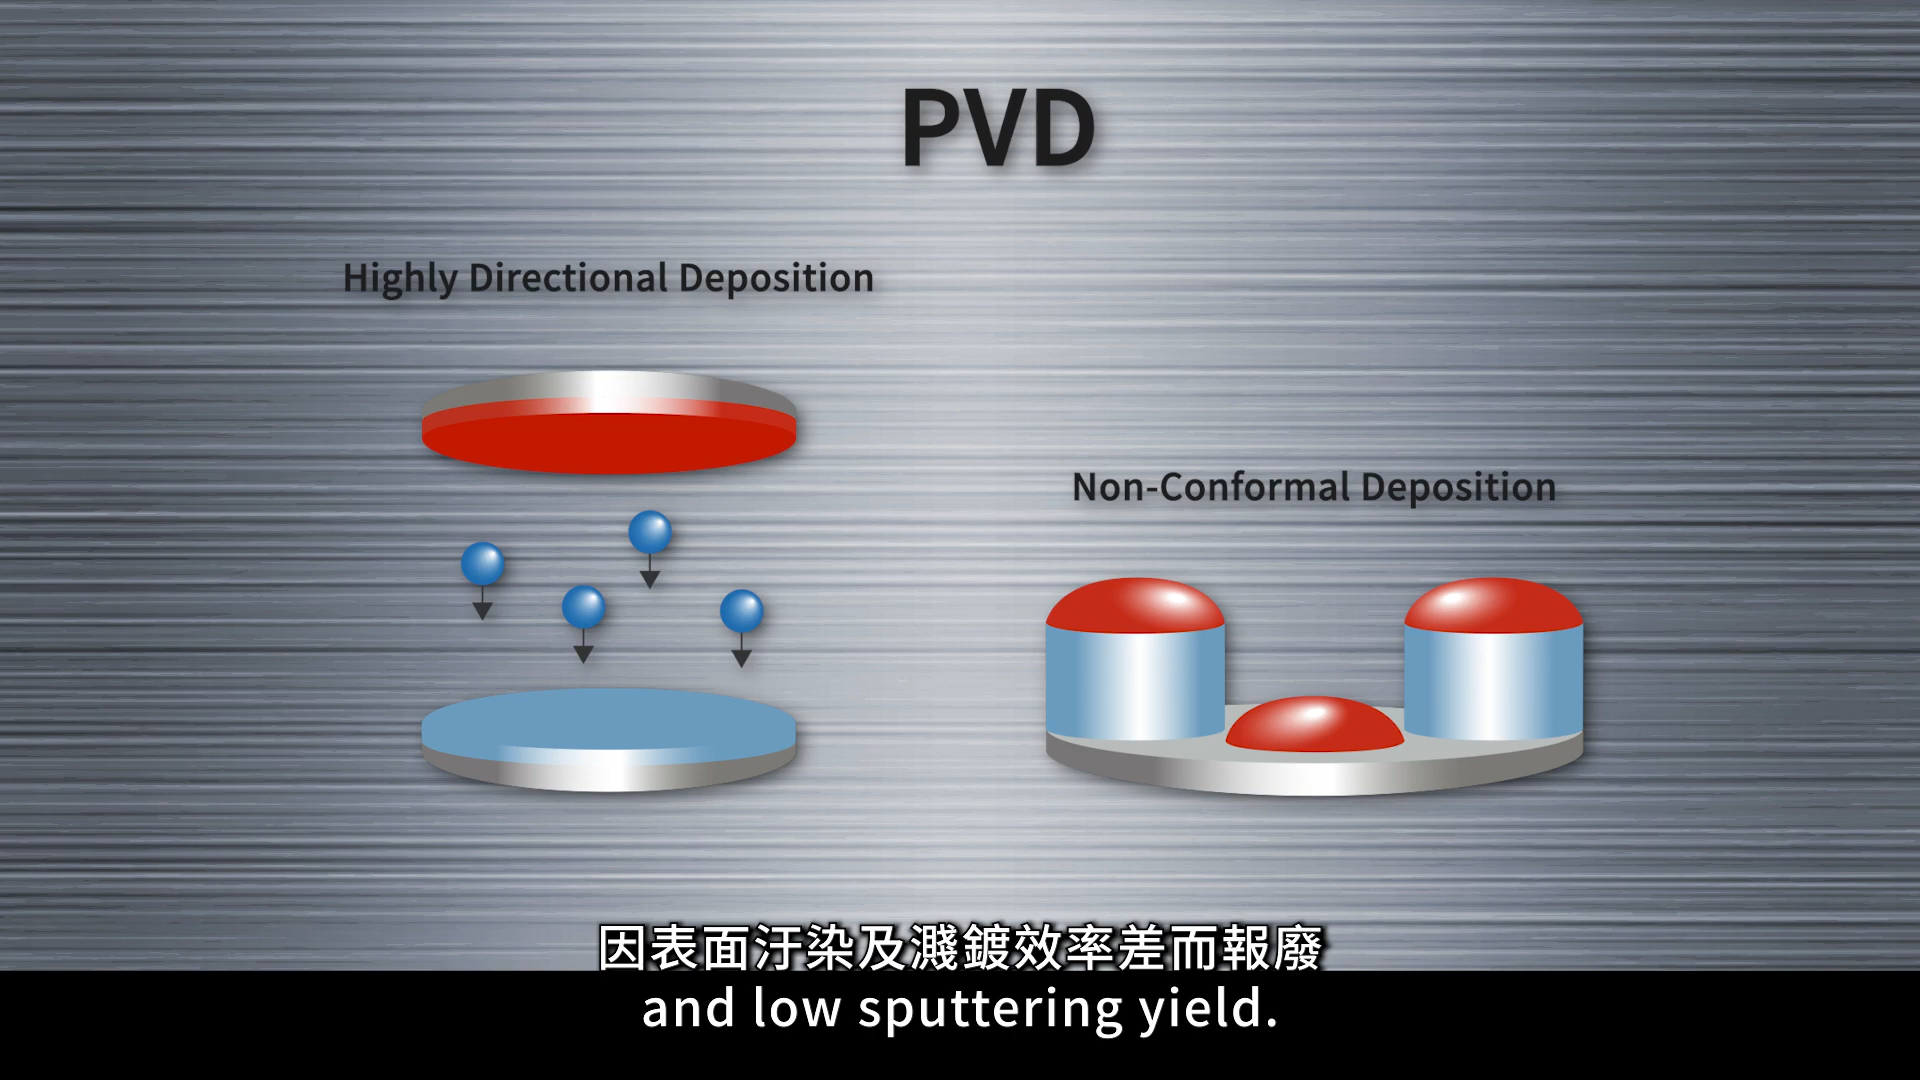 PVD
Highly Directional Deposition
Non-Conformal Deposition
因表面汙染及濺鍍效率差而報廢
and low sputtering yield.